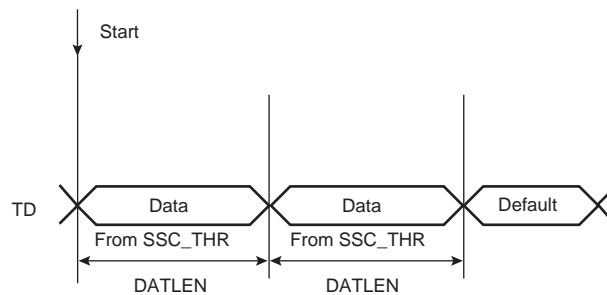 Start
TD Data Data Default
From SSC_THR From SSC_THR
DATLEN DATLEN